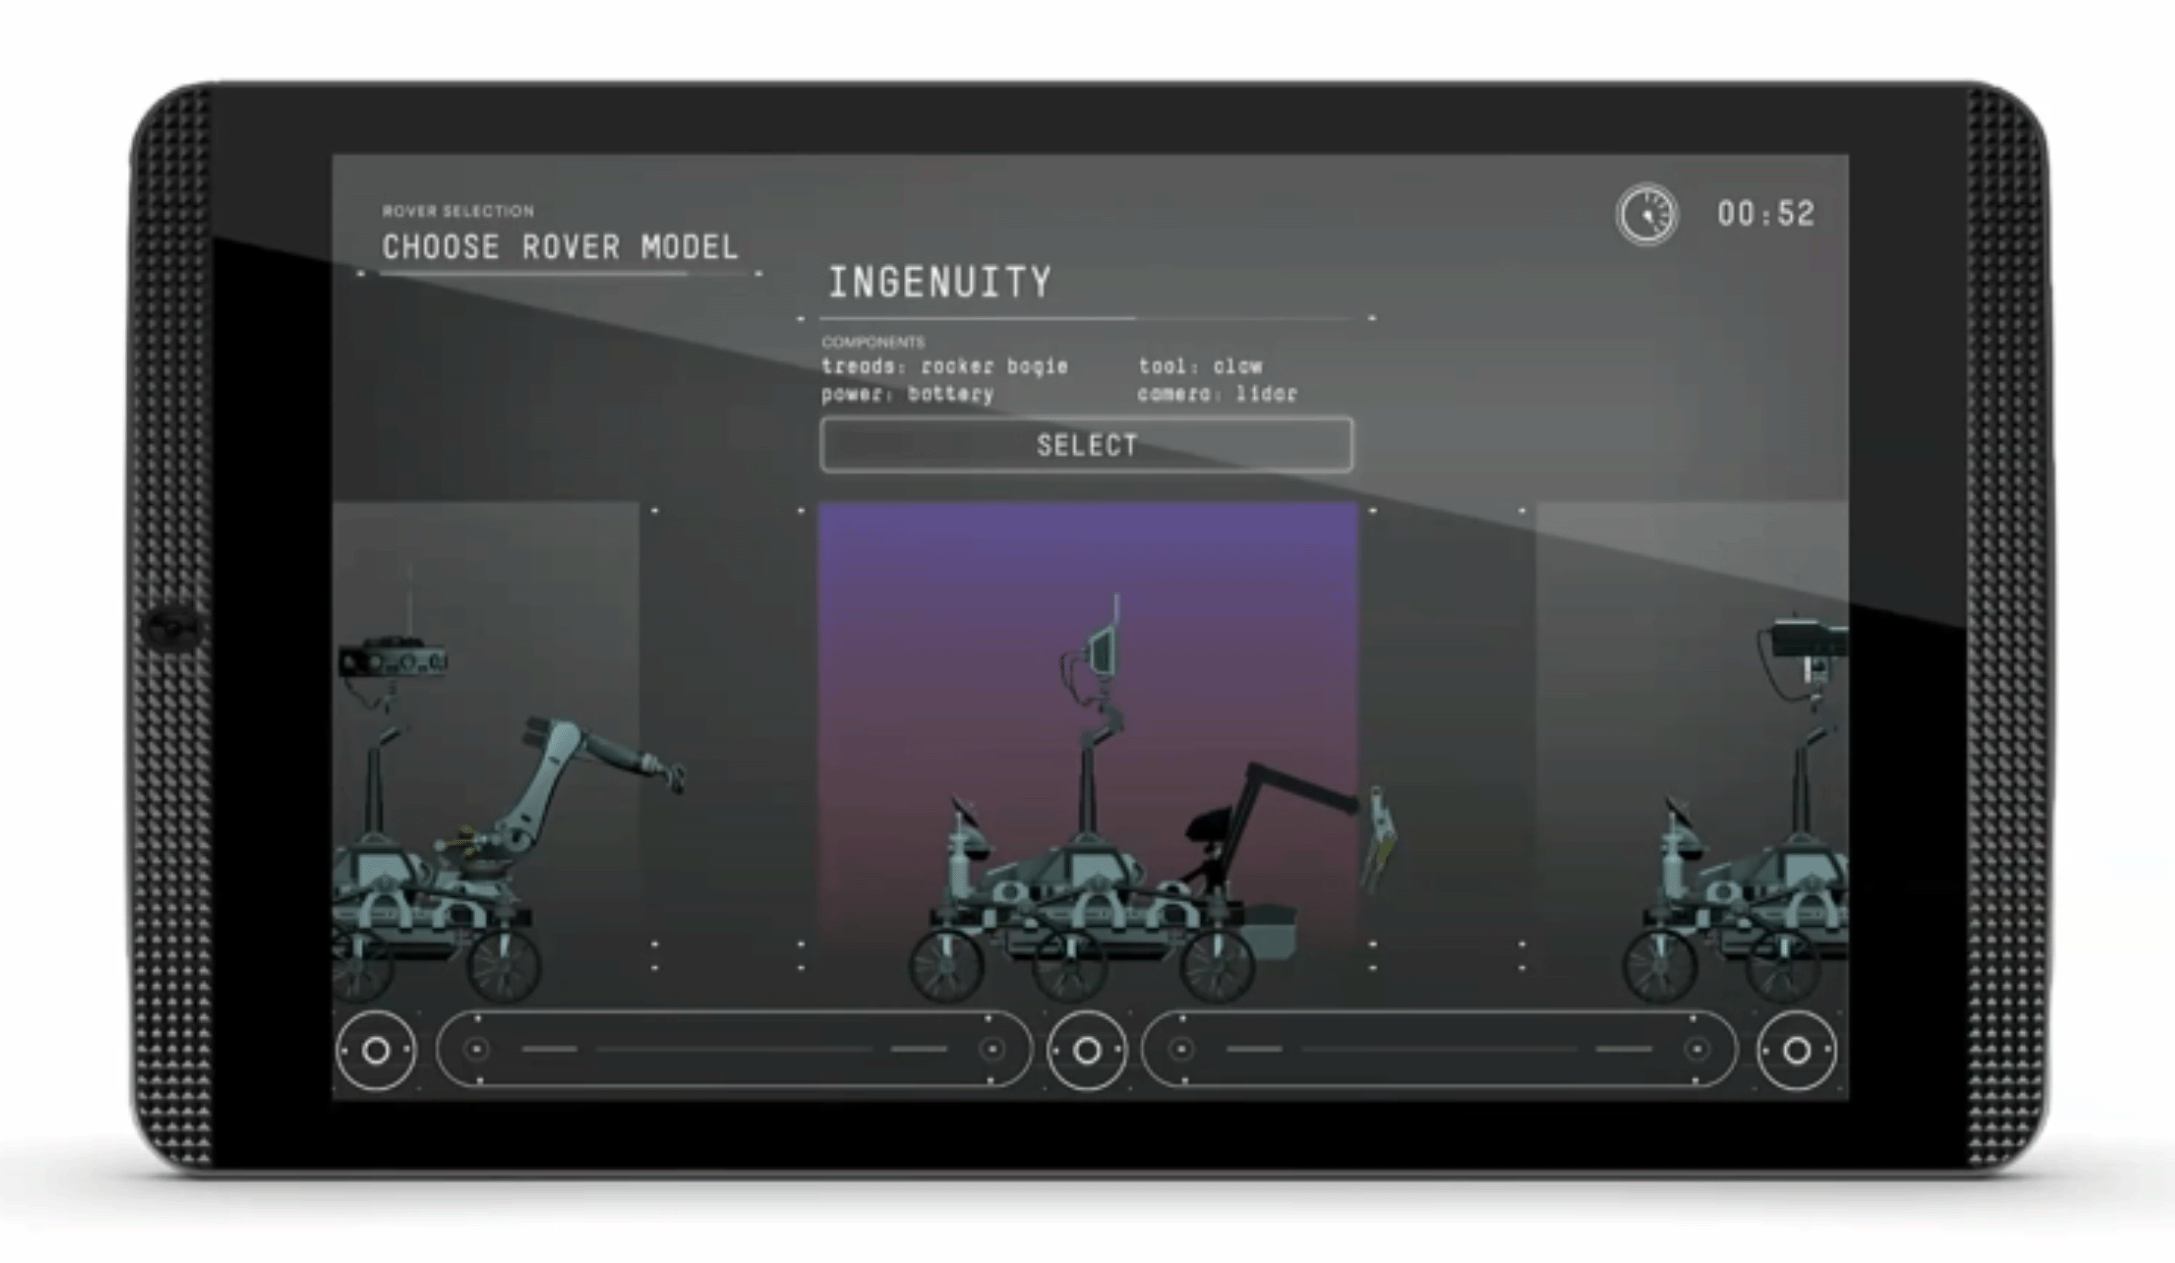 ROVER SELECTION
CHOOSE ROVER MODEL
00:52
INGENUITY
COMPONENTS
treads: rocker bogie
tool: claw
power: battery
camera: lidar
SELECT